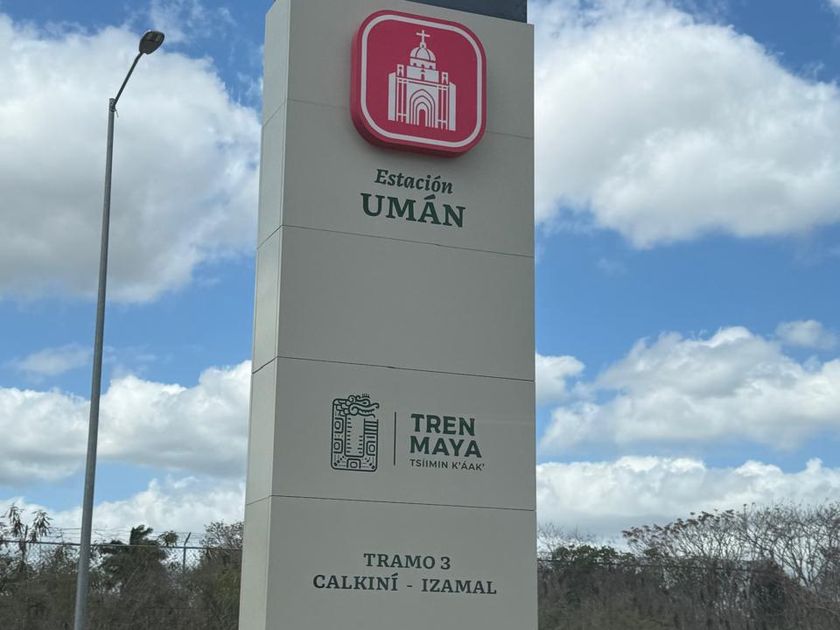 Estación
UMÁN
TREN
MAYA
TSÍIMIN K'ÁAK'
TRAMO 3
CALKINÍ - IZAMAL